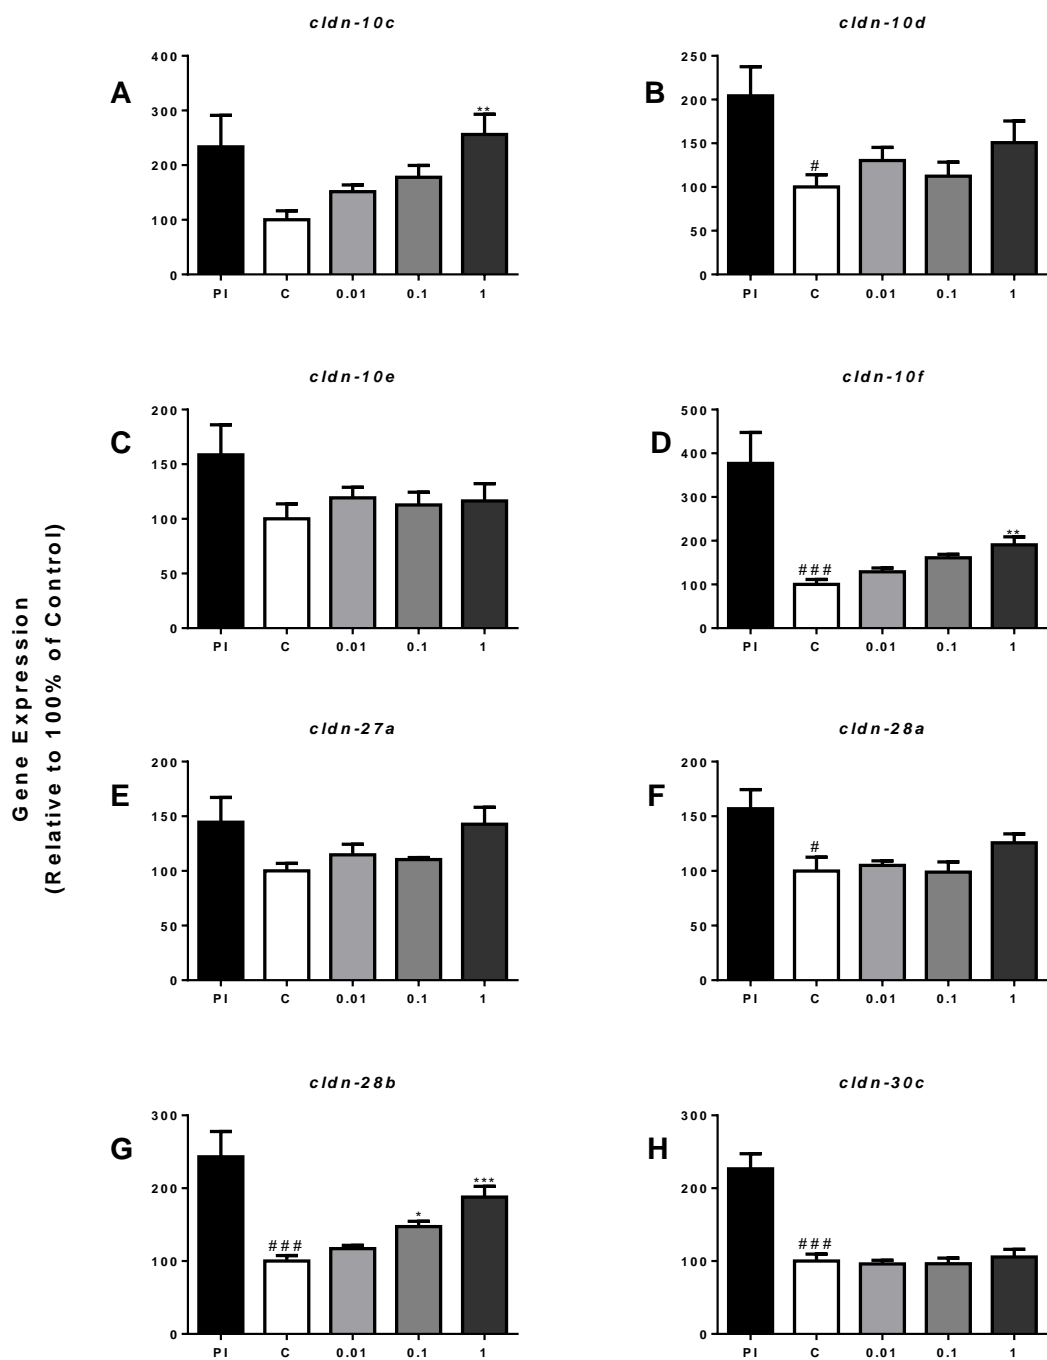 Gene Expression
(Relative to 100% of Control)
cldn-10c
A
400
300
200
100
0
**
PI C 0.01 0.1 1
cldn-10d
B
250
200
150
100
50
0
#
PI C 0.01 0.1 1
cldn-10e
C
200
150
100
50
0
PI C 0.01 0.1 1
cldn-10f
D
500
400
300
200
100
0
###
**
PI C 0.01 0.1 1
cldn-27a
E
200
150
100
50
0
PI C 0.01 0.1 1
cldn-28a
F
200
150
100
50
0
#
PI C 0.01 0.1 1
cldn-28b
G
300
200
100
0
###
*
***
PI C 0.01 0.1 1
cldn-30c
H
300
200
100
0
###
PI C 0.01 0.1 1